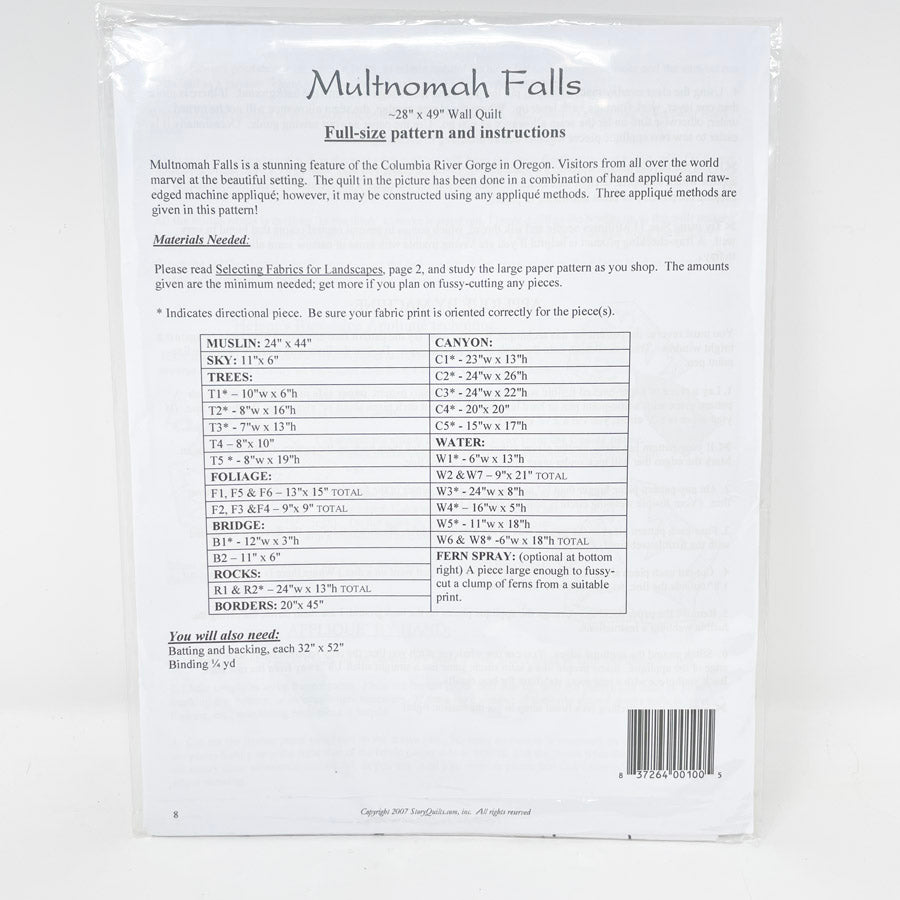 Multnomah Falls
~28" x 49" Wall Quilt
Full-size pattern and instructions
Multnomah Falls is a stunning feature of the Columbia River Gorge in Oregon. Visitors from all over the world
marvel at the beautiful setting. The quilt in the picture has been done in a combination of hand appliqué and raw-
edged machine appliqué; however, it may be constructed using any appliqué methods. Three appliqué methods are
given in this pattern!
Materials Needed:
Please read Selecting Fabrics for Landscapes, page 2, and study the large paper pattern as you shop. The amounts
given are the minimum needed; get more if you plan on fussy-cutting any pieces.
* Indicates directional piece. Be sure your fabric print is oriented correctly for the piece(s).
MUSLIN: 24" x 44"
SKY: 11"x 6"
TREES:
T1* – 10"w x 6"h
T2* - 8"w x 16"h
T3* - 7"w x 13"h
T4 – 8"x 10"
T5 * - 8"w x 19"h
FOLIAGE:
F1, F5 & F6 – 13"x 15" TOTAL
F2, F3 &F4 – 9"x 9" TOTAL
BRIDGE:
B1* - 12"w x 3"h
B2 – 11" x 6"
ROCKS:
R1 & R2* – 24"w x 13"h TOTAL
BORDERS: 20"x 45"
CANYON:
C1* - 23"w x 13"h
C2* - 24"w x 26"h
C3* - 24"w x 22"h
C4* - 20"x 20"
C5* - 15"w x 17"h
WATER:
W1* - 6"w x 13"h
W2 &W7 – 9"x 21" TOTAL
W3* - 24"w x 8"h
W4* – 16"w x 5"h
W5* - 11"w x 18"h
W6 & W8* -6"w x 18"h TOTAL
FERN SPRAY: (optional at bottom
right) A piece large enough to fussy-
cut a clump of ferns from a suitable
print.
You will also need:
Batting and backing, each 32" x 52"
Binding ¼ yd
8 37264 00100 5
8
Copyright 2007 StoryQuilts.com, inc. All rights reserved